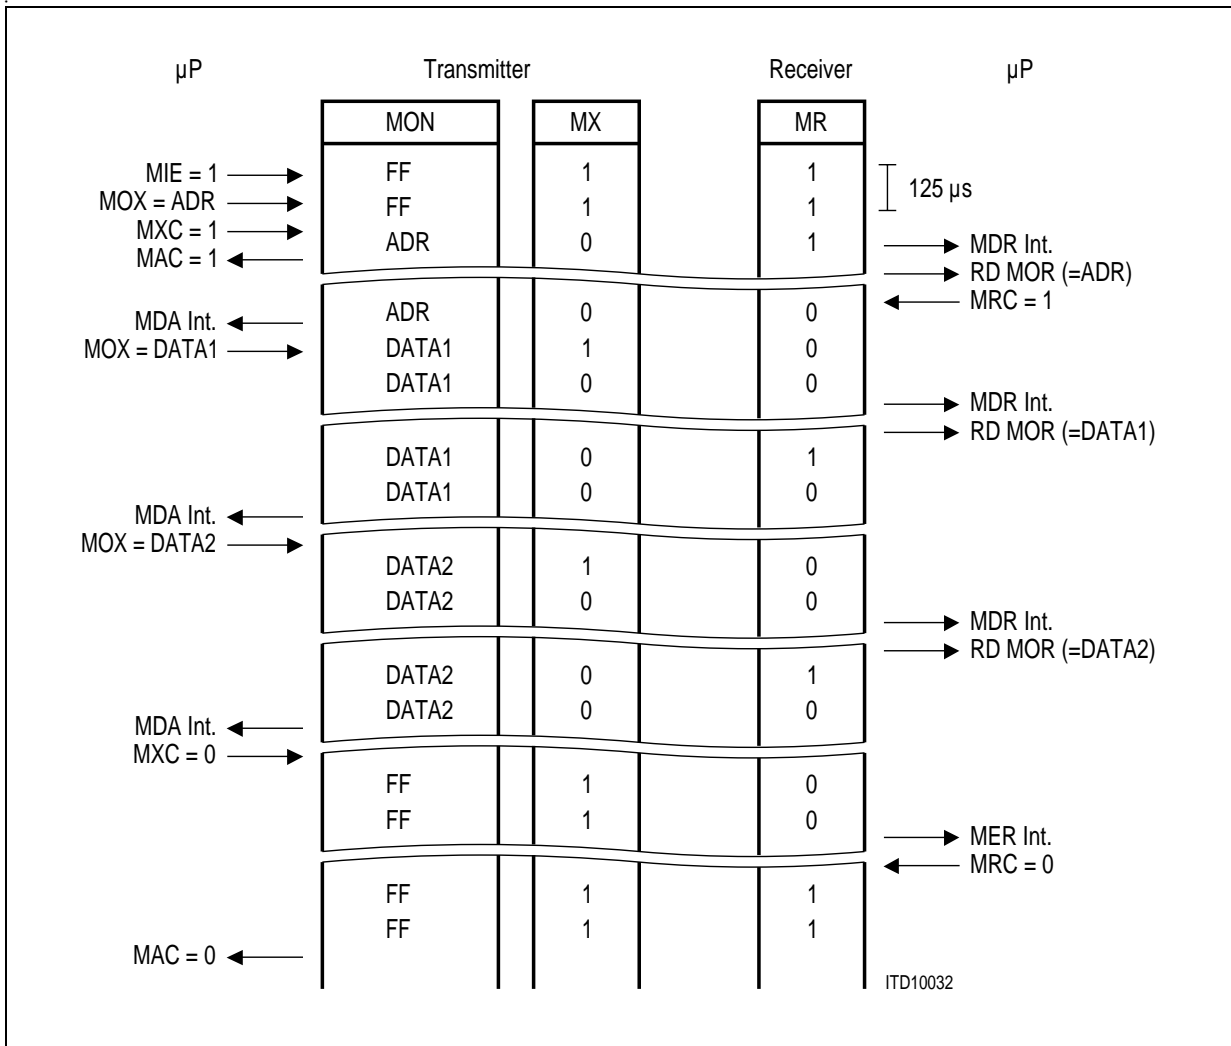 µP Transmitter Receiver µP
MON MX MR
MIE = 1 FF 1 1
125 µs
MOX = ADR FF 1 1
MXC = 1 ADR 0 1 MDR Int.
MAC = 1 RD MOR (=ADR)
MRC = 1
MDA Int. ADR 0 0
MOX = DATA1 DATA1 1 0
DATA1 0 0
MDR Int.
RD MOR (=DATA1)
DATA1 0 1
DATA1 0 0
MDA Int.
MOX = DATA2
DATA2 1 0
DATA2 0 0
MDR Int.
RD MOR (=DATA2)
DATA2 0 1
DATA2 0 0
MDA Int.
MXC = 0
FF 1 0
FF 1 0
MER Int.
MRC = 0
FF 1 1
FF 1 1
MAC = 0
ITD10032